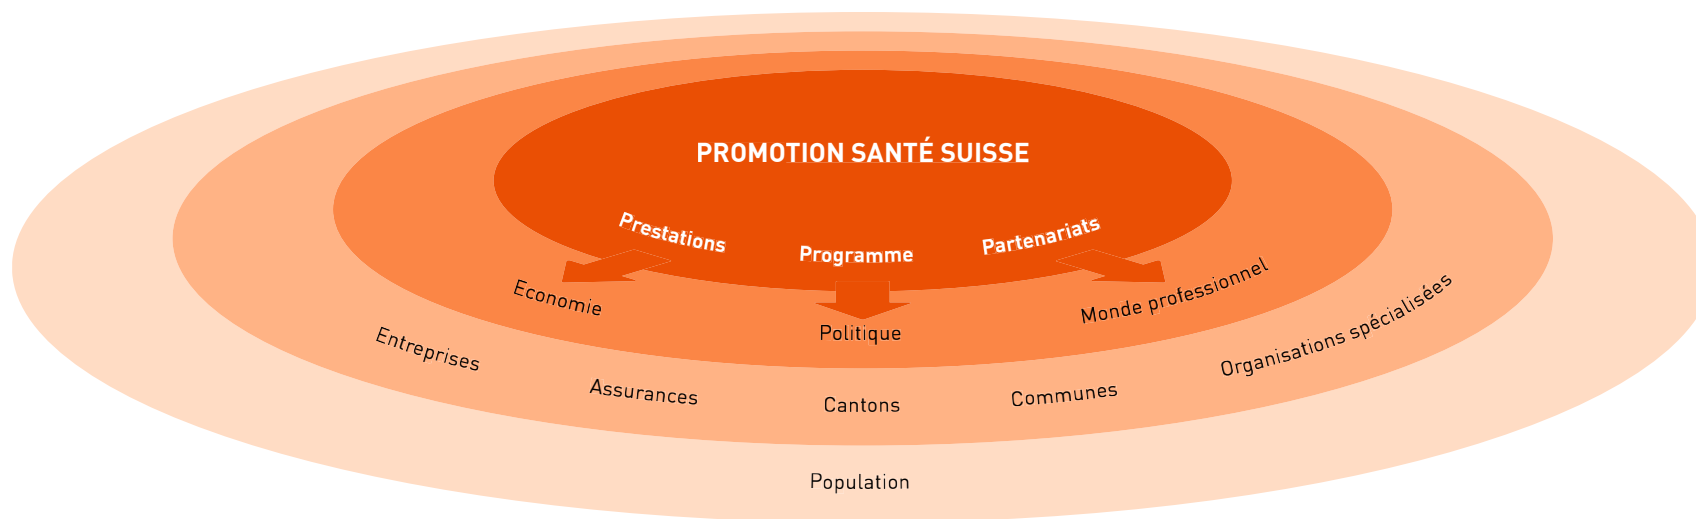 PROMOTION SANTÉ SUISSE
Prestations
Programme
Partenariats
Economie
Politique
Monde professionnel
Entreprises
Assurances
Cantons
Communes
Organisations spécialisées
Population